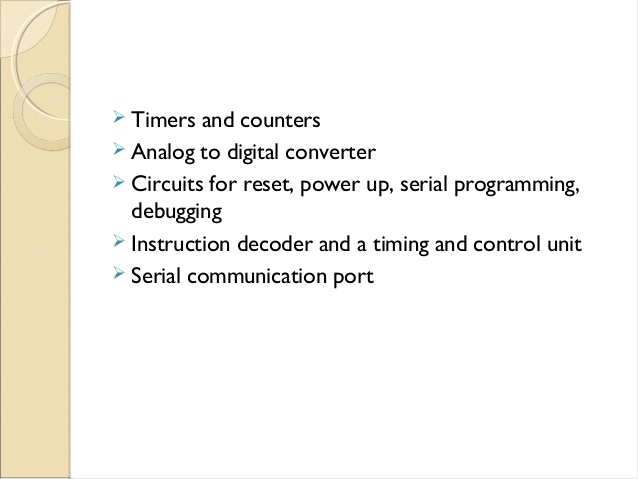 ➢ Timers and counters
➢ Analog to digital converter
➢ Circuits for reset, power up, serial programming,
debugging
➢ Instruction decoder and a timing and control unit
➢ Serial communication port